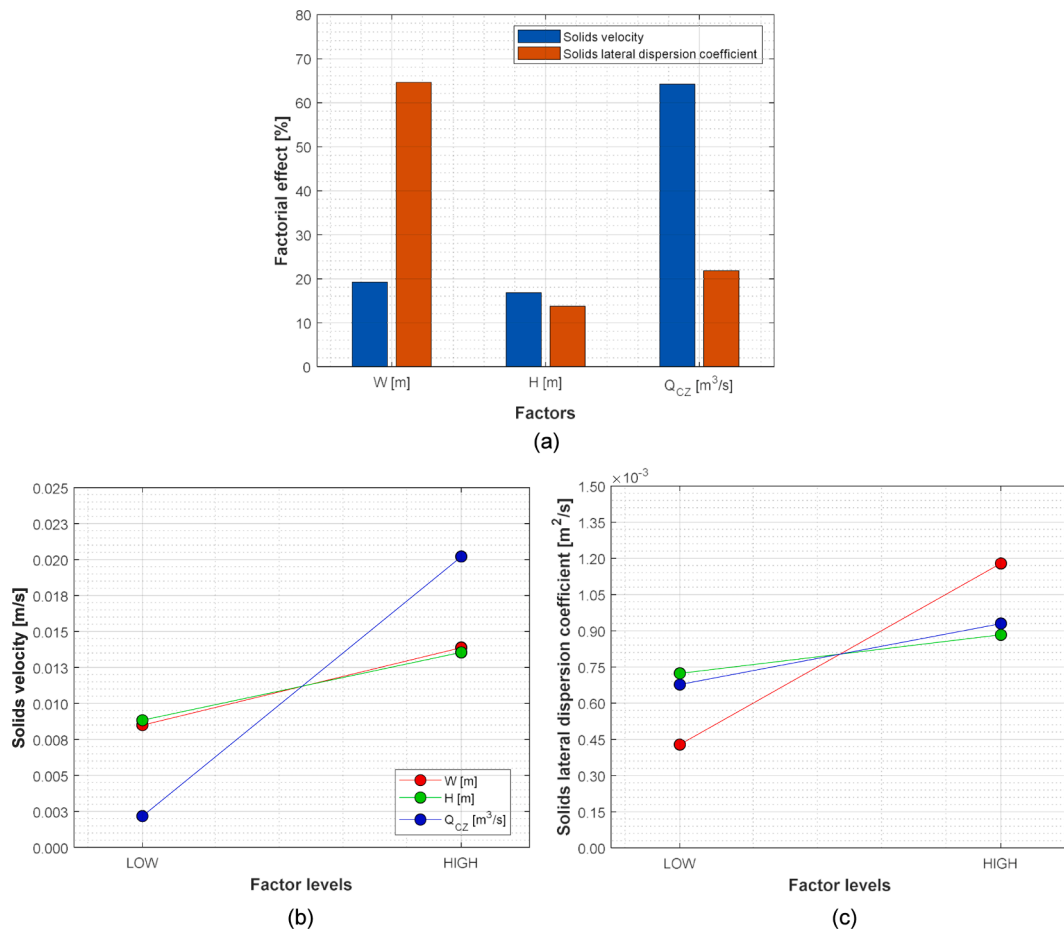 80
70
60
50
40
30
20
10
0
Factorial effect [%]
Solids velocity
Solids lateral dispersion coefficient
W [m]
H [m]
Q_CZ [m³/s]
Factors
(a)
0.025
0.023
0.020
0.018
0.015
0.013
0.010
0.008
0.005
0.003
0.000
Solids velocity [m/s]
W [m]
H [m]
Q_CZ [m³/s]
LOW
HIGH
Factor levels
(b)
×10⁻³
1.50
1.35
1.20
1.05
0.90
0.75
0.60
0.45
0.30
0.15
0.00
Solids lateral dispersion coefficient [m²/s]
LOW
HIGH
Factor levels
(c)